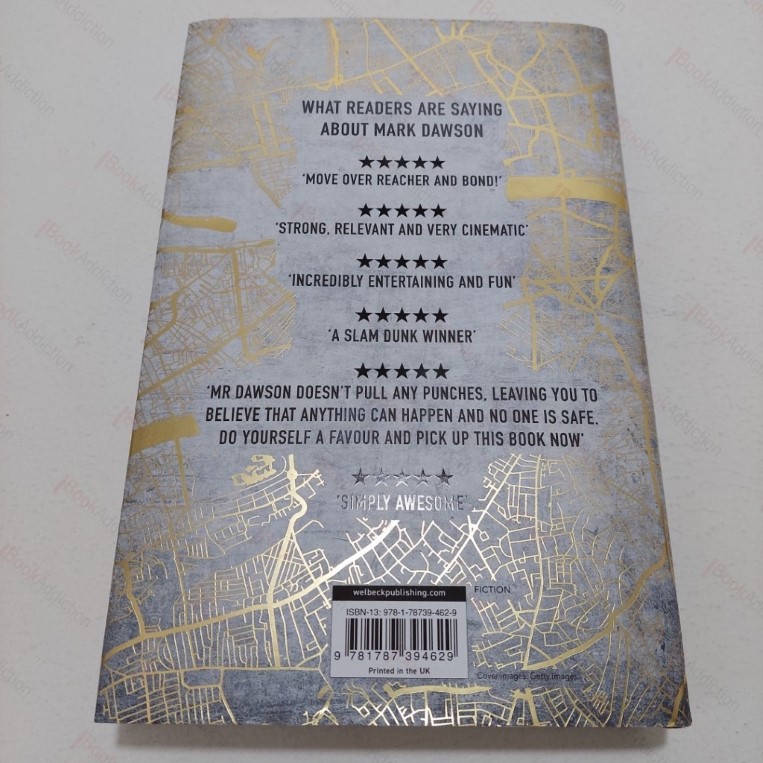 WHAT READERS ARE SAYING
ABOUT MARK DAWSON
★★★★★
'MOVE OVER REACHER AND BOND!'
★★★★★
'STRONG, RELEVANT AND VERY CINEMATIC'
★★★★★
'INCREDIBLY ENTERTAINING AND FUN'
★★★★★
'A SLAM DUNK WINNER'
★★★★★
'MR DAWSON DOESN'T PULL ANY PUNCHES, LEAVING YOU TO
BELIEVE THAT ANYTHING CAN HAPPEN AND NO ONE IS SAFE.
DO YOURSELF A FAVOUR AND PICK UP THIS BOOK NOW'
★★★★★
'SIMPLY AWESOME'
welbeckpublishing.com
FICTION
ISBN-13: 978-1-78739-462-9
9 781787 394629
Printed in the UK
Cover images: Getty Images
BookAddiction